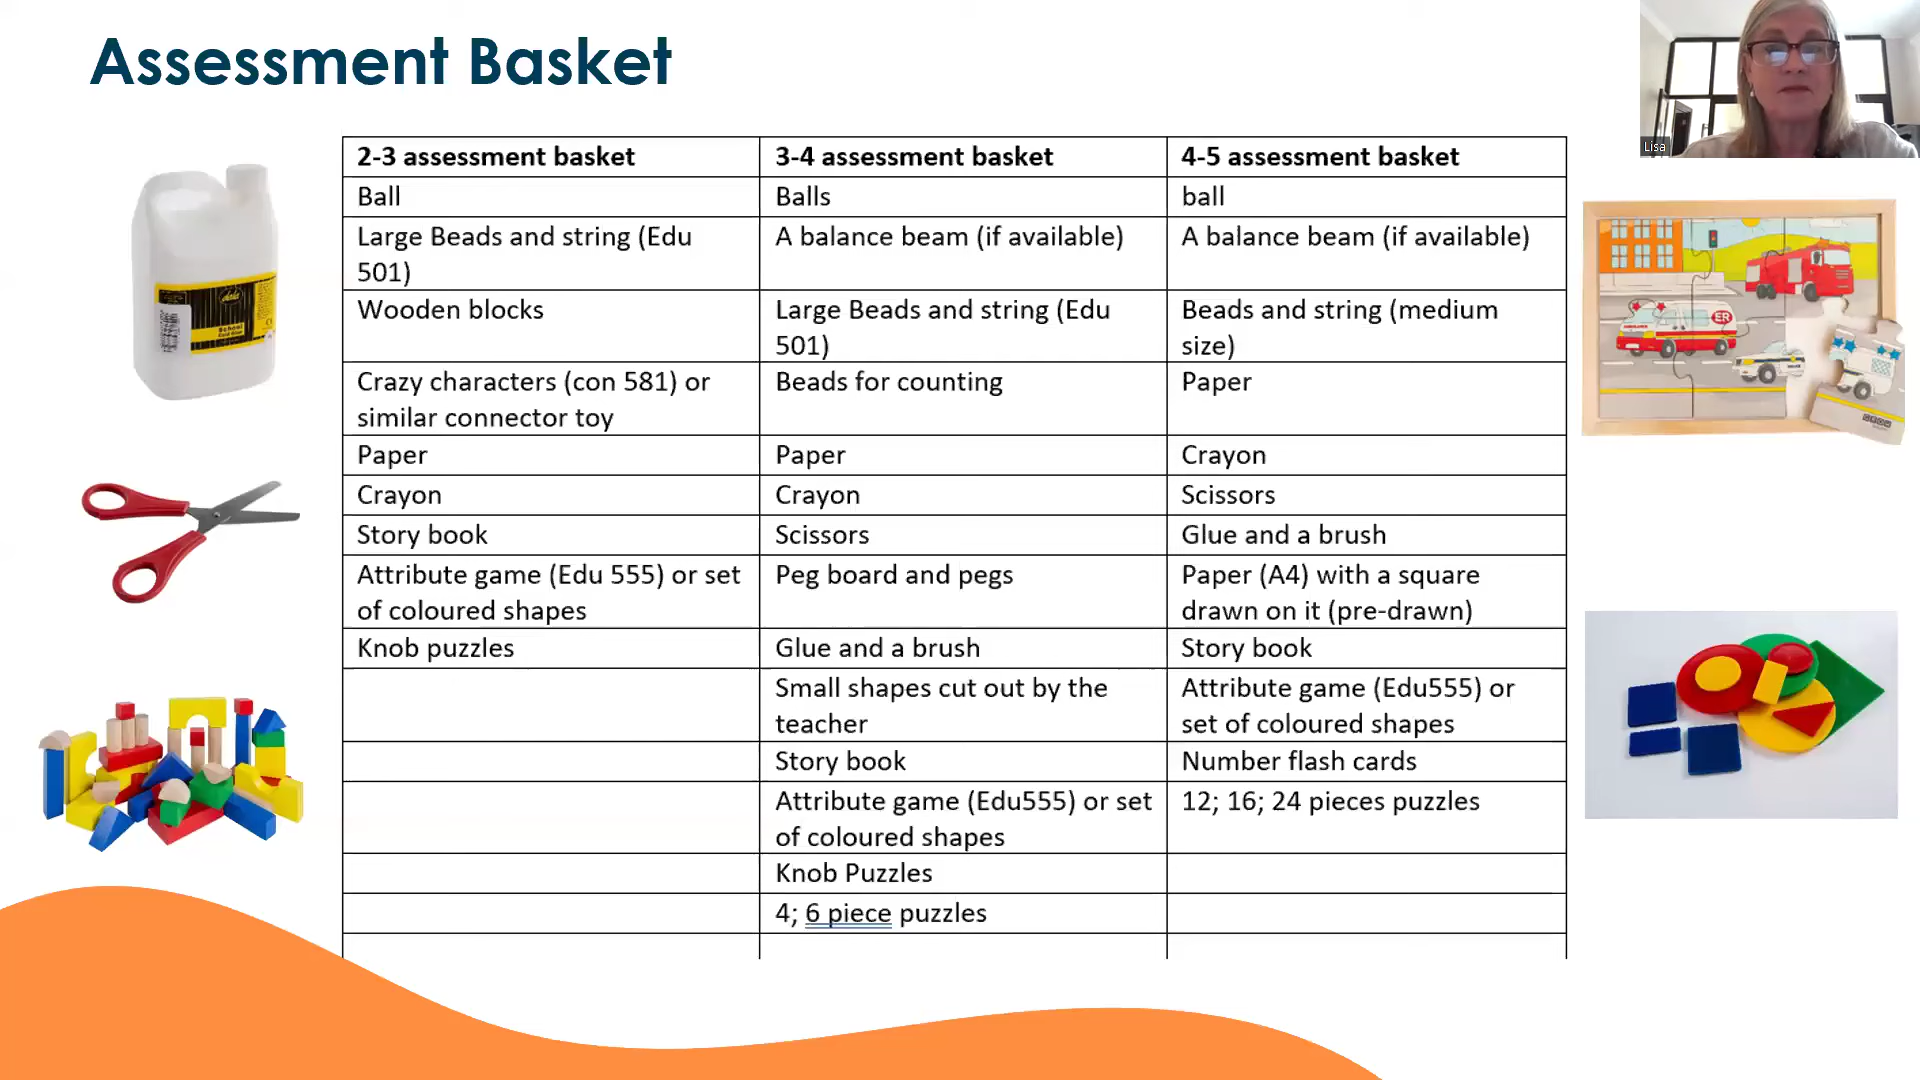 Assessment Basket
Lisa
2-3 assessment basket
3-4 assessment basket
4-5 assessment basket
Ball
Balls
ball
Large Beads and string (Edu
501)
A balance beam (if available)
A balance beam (if available)
Wooden blocks
Large Beads and string (Edu
501)
Beads and string (medium
size)
Crazy characters (con 581) or
similar connector toy
Beads for counting
Paper
Paper
Paper
Crayon
Crayon
Crayon
Scissors
Story book
Scissors
Glue and a brush
Attribute game (Edu 555) or set
of coloured shapes
Peg board and pegs
Paper (A4) with a square
drawn on it (pre-drawn)
Knob puzzles
Glue and a brush
Story book
Small shapes cut out by the
teacher
Attribute game (Edu555) or
set of coloured shapes
Story book
Number flash cards
Attribute game (Edu555) or set
of coloured shapes
12; 16; 24 pieces puzzles
Knob Puzzles
4; 6 piece puzzles
dala
School
ER